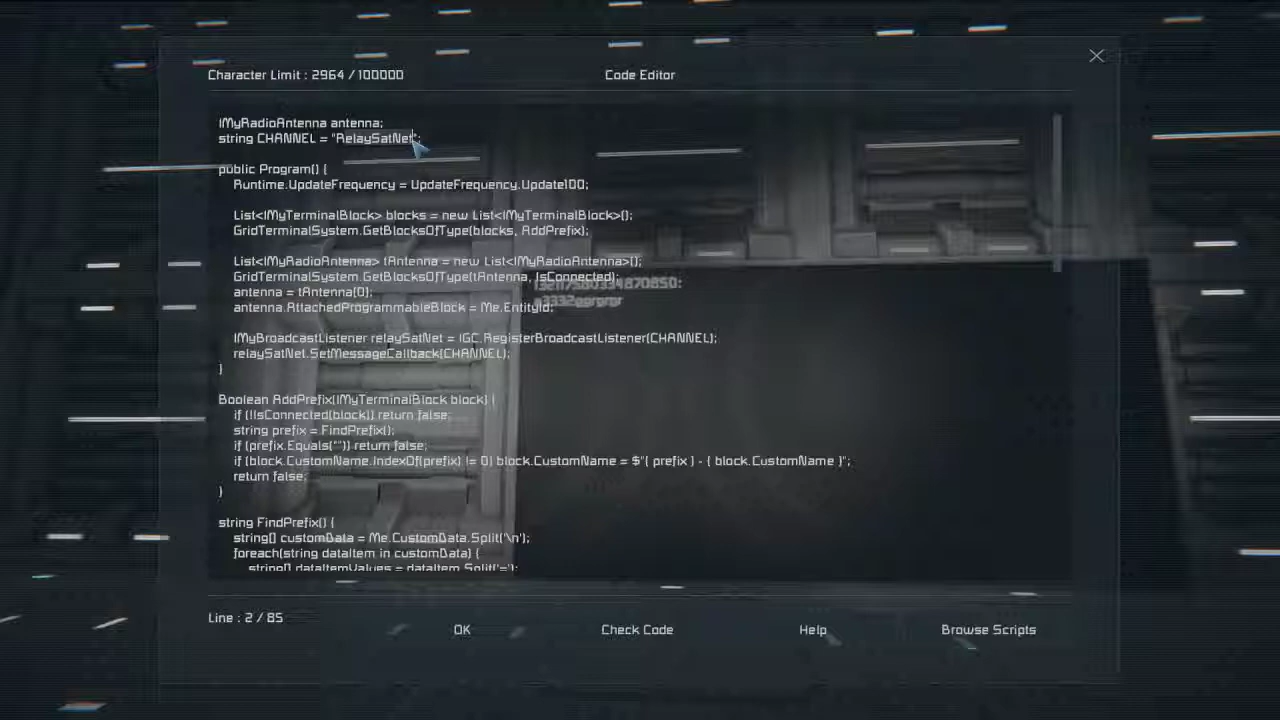 Character Limit : 2964 / 100000
Code Editor
IMyRadioAntenna antenna;
string CHANNEL = "RelaySatNet";
public Program() {
Runtime.UpdateFrequency = UpdateFrequency.Update100;
List<IMyTerminalBlock> blocks = new List<IMyTerminalBlock>();
GridTerminalSystem.GetBlocksOfType(blocks, AddPrefix);
List<IMyRadioAntenna> tAntenna = new List<IMyRadioAntenna>();
GridTerminalSystem.GetBlocksOfType(tAntenna, IsConnected);
antenna = tAntenna[0];
antenna.AttachedProgrammableBlock = Me.EntityId;
IMyBroadcastListener relaySatNet = IGC.RegisterBroadcastListener(CHANNEL);
relaySatNet.SetMessageCallback(CHANNEL);
}
Boolean AddPrefix(IMyTerminalBlock block) {
if (!IsConnected(block)) return false;
string prefix = FindPrefix();
if (prefix.Equals("")) return false;
if (block.CustomName.IndexOf(prefix) != 0) block.CustomName = $"{ prefix } - { block.CustomName }";
return false;
}
string FindPrefix() {
string[] customData = Me.CustomData.Split('\n');
foreach(string dataItem in customData) {
string[] dataItemValues = dataItem.Split('=');
Line : 2 / 85
OK
Check Code
Help
Browse Scripts